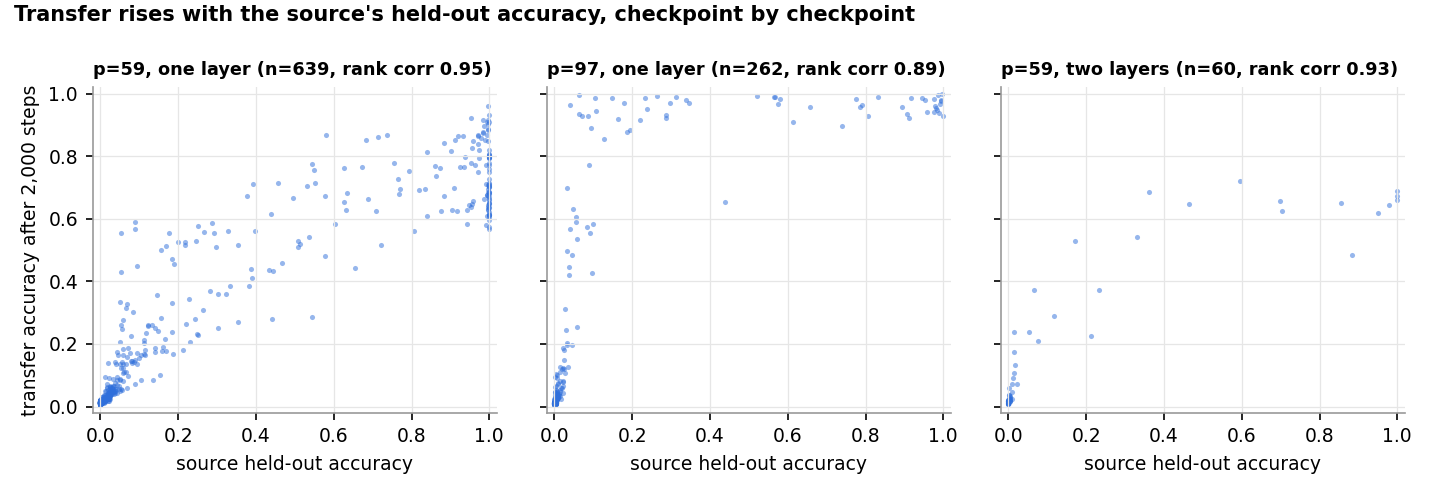 Transfer rises with the source's held-out accuracy, checkpoint by checkpoint
p=59, one layer (n=639, rank corr 0.95)
p=97, one layer (n=262, rank corr 0.89)
p=59, two layers (n=60, rank corr 0.93)
transfer accuracy after 2,000 steps
1.0
0.8
0.6
0.4
0.2
0.0
0.0 0.2 0.4 0.6 0.8 1.0
0.0 0.2 0.4 0.6 0.8 1.0
0.0 0.2 0.4 0.6 0.8 1.0
source held-out accuracy
source held-out accuracy
source held-out accuracy